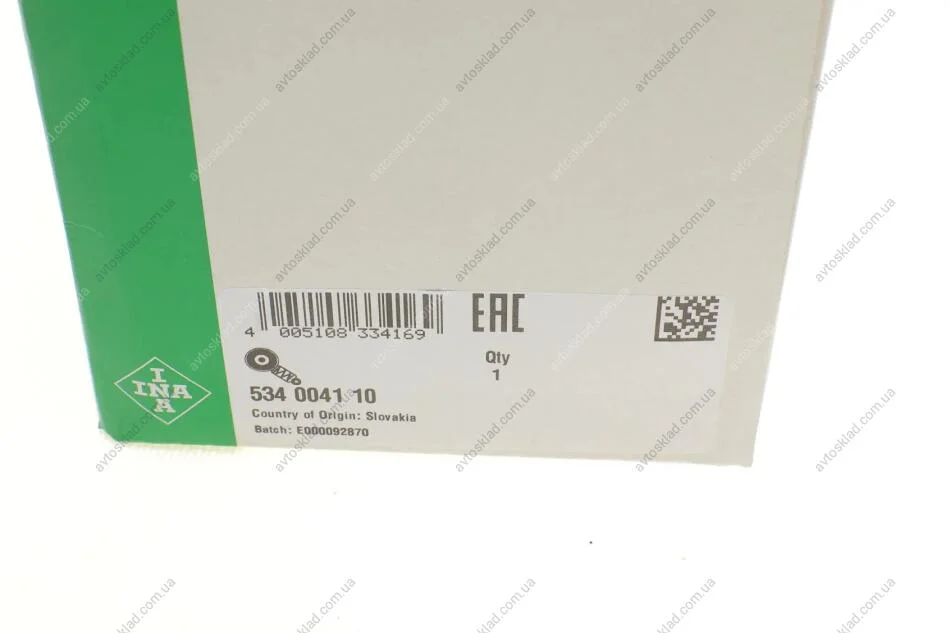 4 005108 334169
EAC
Qty
1
534 0041 10
Country of Origin: Slovakia
Batch: E000092870
I
INA
A
avtosklad.com.ua